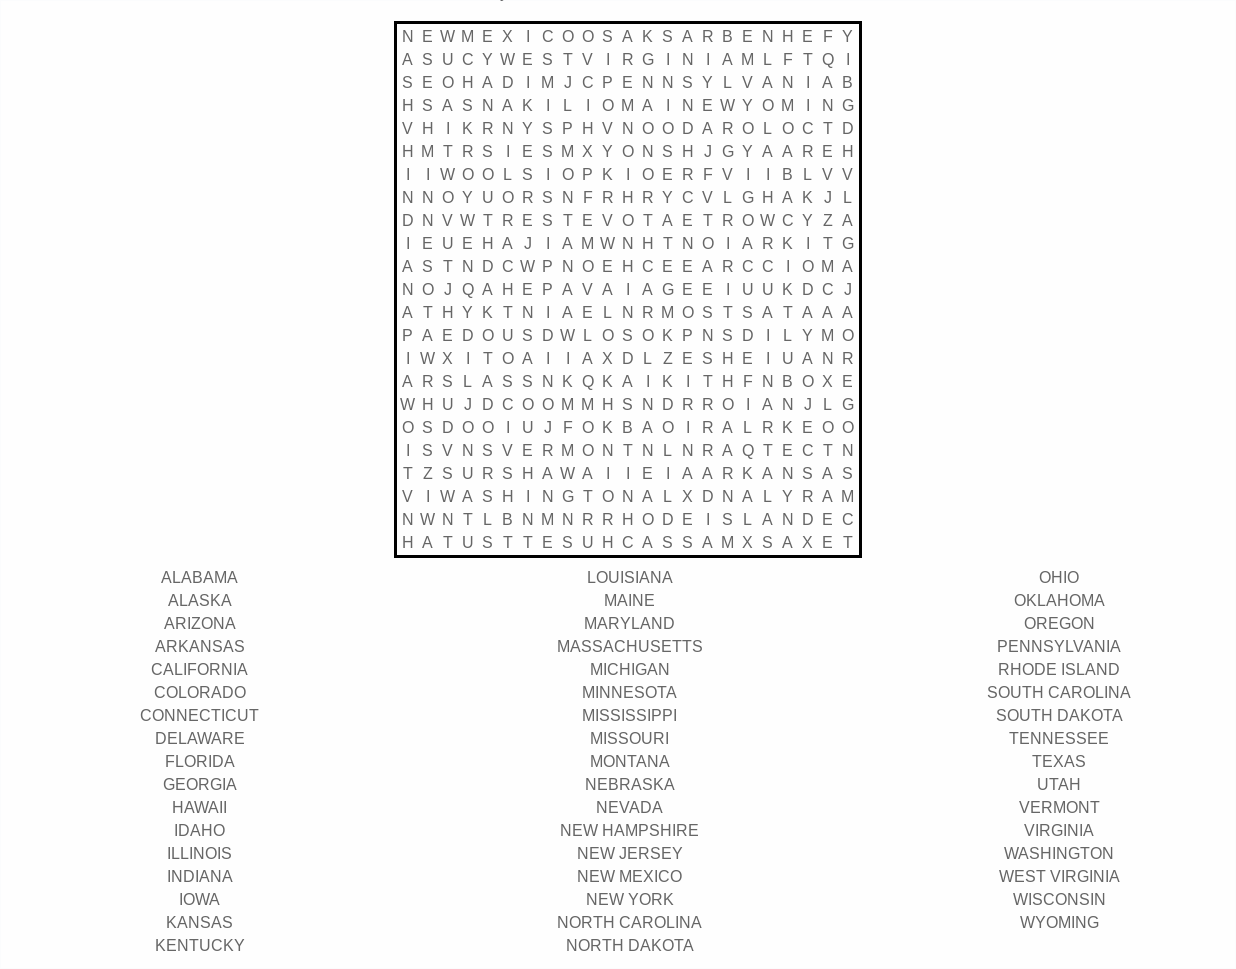 N E W M E X I C O O S A K S A R B E N H E F Y
A S U C Y W E S T V I R G I N I A M L F T Q I
S E O H A D I M J C P E N N S Y L V A N I A B
H S A S N A K I L I O M A I N E W Y O M I N G
V H I K R N Y S P H V N O O D A R O L O C T D
H M T R S I E S M X Y O N S H J G Y A A R E H
I I W O O L S I O P K I O E R F V I I B L V V
N N O Y U O R S N F R H R Y C V L G H A K J L
D N V W T R E S T E V O T A E T R O W C Y Z A
I E U E H A J I A M W N H T N O I A R K I T G
A S T N D C W P N O E H C E E A R C C I O M A
N O J Q A H E P A V A I A G E E I U U K D C J
A T H Y K T N I A E L N R M O S T S A T A A A
P A E D O U S D W L O S O K P N S D I L Y M O
I W X I T O A I I A X D L Z E S H E I U A N R
A R S L A S S N K Q K A I K I T H F N B O X E
W H U J D C O O M M H S N D R R O I A N J L G
O S D O O I U J F O K B A O I R A L R K E O O
I S V N S V E R M O N T N L N R A Q T E C T N
T Z S U R S H A W A I I E I A A R K A N S A S
V I W A S H I N G T O N A L X D N A L Y R A M
N W N T L B N M N R R H O D E I S L A N D E C
H A T U S T T E S U H C A S S A M X S A X E T
ALABAMA LOUISIANA OHIO
ALASKA MAINE OKLAHOMA
ARIZONA MARYLAND OREGON
ARKANSAS MASSACHUSETTS PENNSYLVANIA
CALIFORNIA MICHIGAN RHODE ISLAND
COLORADO MINNESOTA SOUTH CAROLINA
CONNECTICUT MISSISSIPPI SOUTH DAKOTA
DELAWARE MISSOURI TENNESSEE
FLORIDA MONTANA TEXAS
GEORGIA NEBRASKA UTAH
HAWAII NEVADA VERMONT
IDAHO NEW HAMPSHIRE VIRGINIA
ILLINOIS NEW JERSEY WASHINGTON
INDIANA NEW MEXICO WEST VIRGINIA
IOWA NEW YORK WISCONSIN
KANSAS NORTH CAROLINA WYOMING
KENTUCKY NORTH DAKOTA